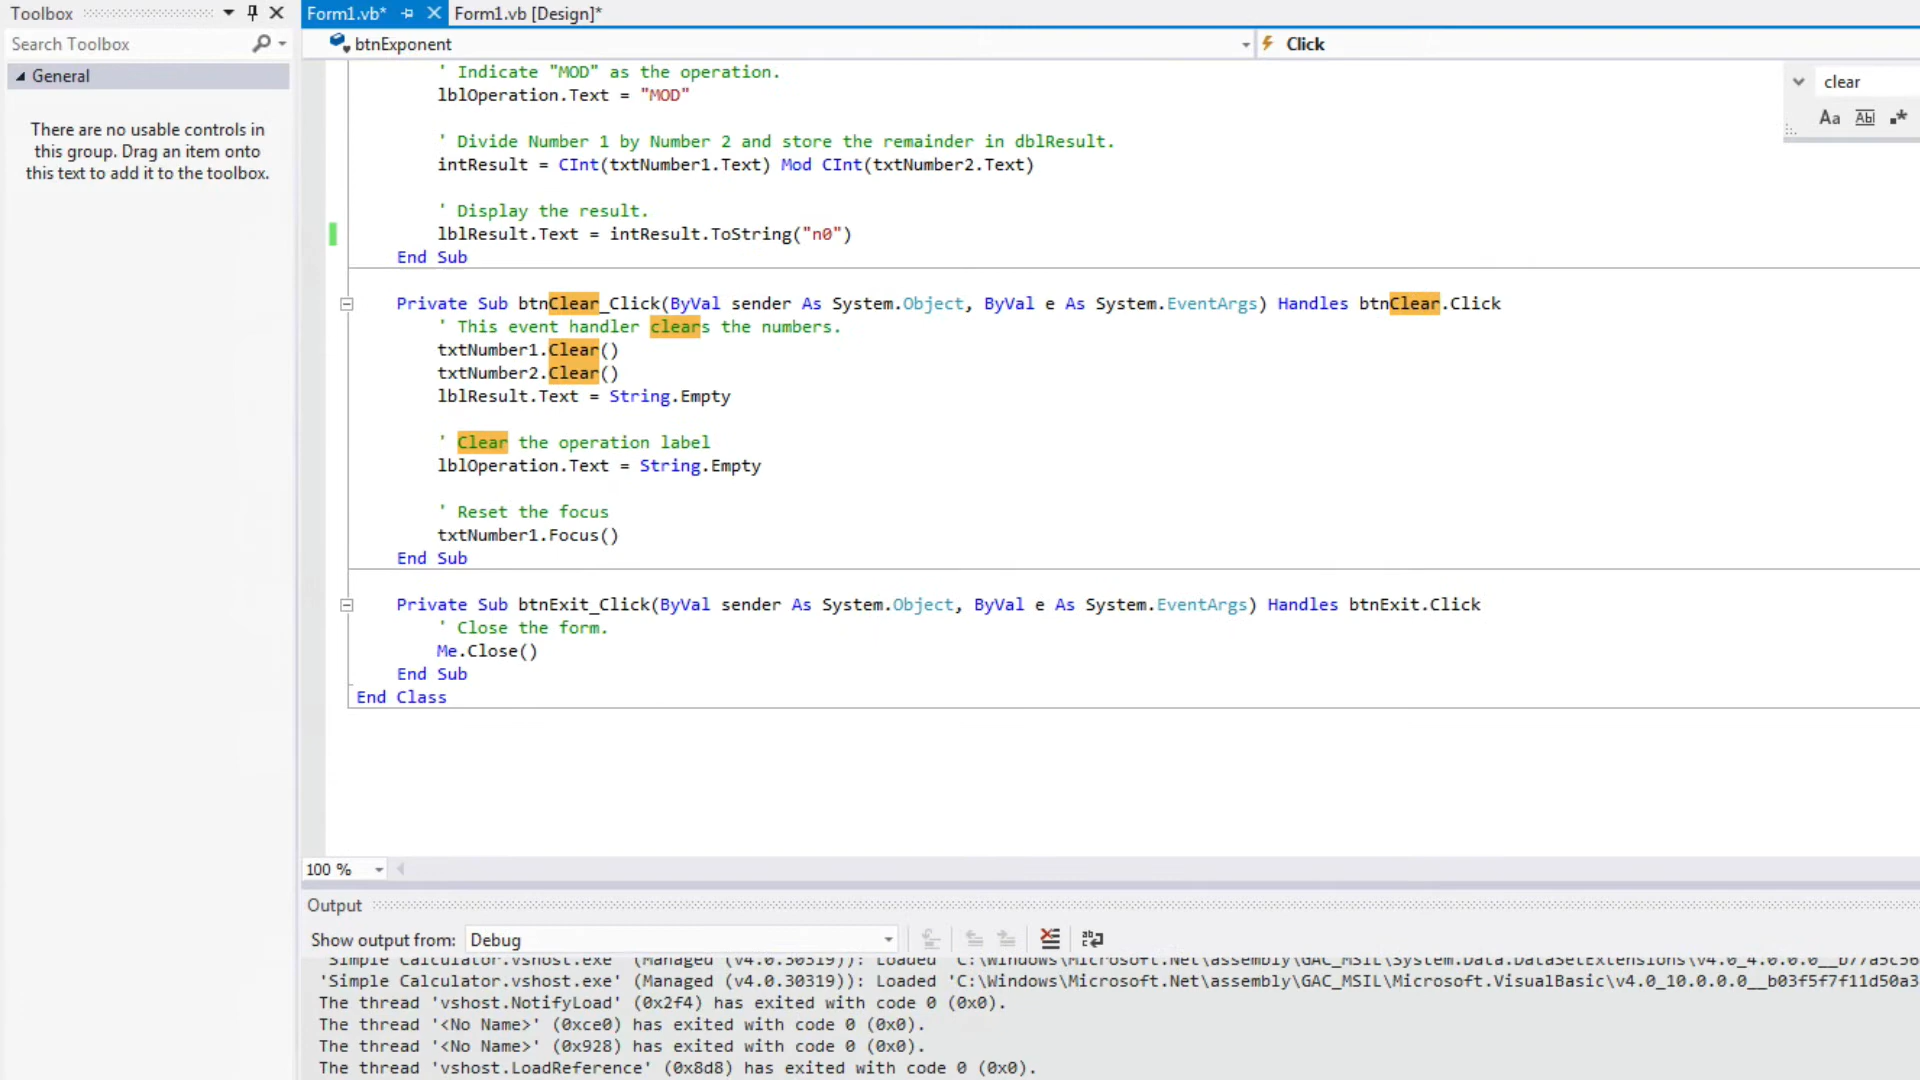 Toolbox
Search Toolbox
General
There are no usable controls in
this group. Drag an item onto
this text to add it to the toolbox.
Form1.vb*
Form1.vb [Design]*
btnExponent
Click
clear
Aa
Abl
' Indicate "MOD" as the operation.
lblOperation.Text = "MOD"
' Divide Number 1 by Number 2 and store the remainder in dblResult.
intResult = CInt(txtNumber1.Text) Mod CInt(txtNumber2.Text)
' Display the result.
lblResult.Text = intResult.ToString("n0")
End Sub
Private Sub btnClear_Click(ByVal sender As System.Object, ByVal e As System.EventArgs) Handles btnClear.Click
' This event handler clears the numbers.
txtNumber1.Clear()
txtNumber2.Clear()
lblResult.Text = String.Empty
' Clear the operation label
lblOperation.Text = String.Empty
' Reset the focus
txtNumber1.Focus()
End Sub
Private Sub btnExit_Click(ByVal sender As System.Object, ByVal e As System.EventArgs) Handles btnExit.Click
' Close the form.
Me.Close()
End Sub
End Class
100 %
Output
Show output from: Debug
'Simple Calculator.vshost.exe' (Managed (v4.0.30319)): Loaded 'C:\Windows\Microsoft.Net\assembly\GAC_MSIL\System.Data.DataSetExtensions\v4.0_4.0.0.0__b77a5c56
'Simple Calculator.vshost.exe' (Managed (v4.0.30319)): Loaded 'C:\Windows\Microsoft.Net\assembly\GAC_MSIL\Microsoft.VisualBasic\v4.0_10.0.0.0__b03f5f7f11d50a3
The thread 'vshost.NotifyLoad' (0x2f4) has exited with code 0 (0x0).
The thread '<No Name>' (0xce0) has exited with code 0 (0x0).
The thread '<No Name>' (0x928) has exited with code 0 (0x0).
The thread 'vshost.LoadReference' (0x8d8) has exited with code 0 (0x0).